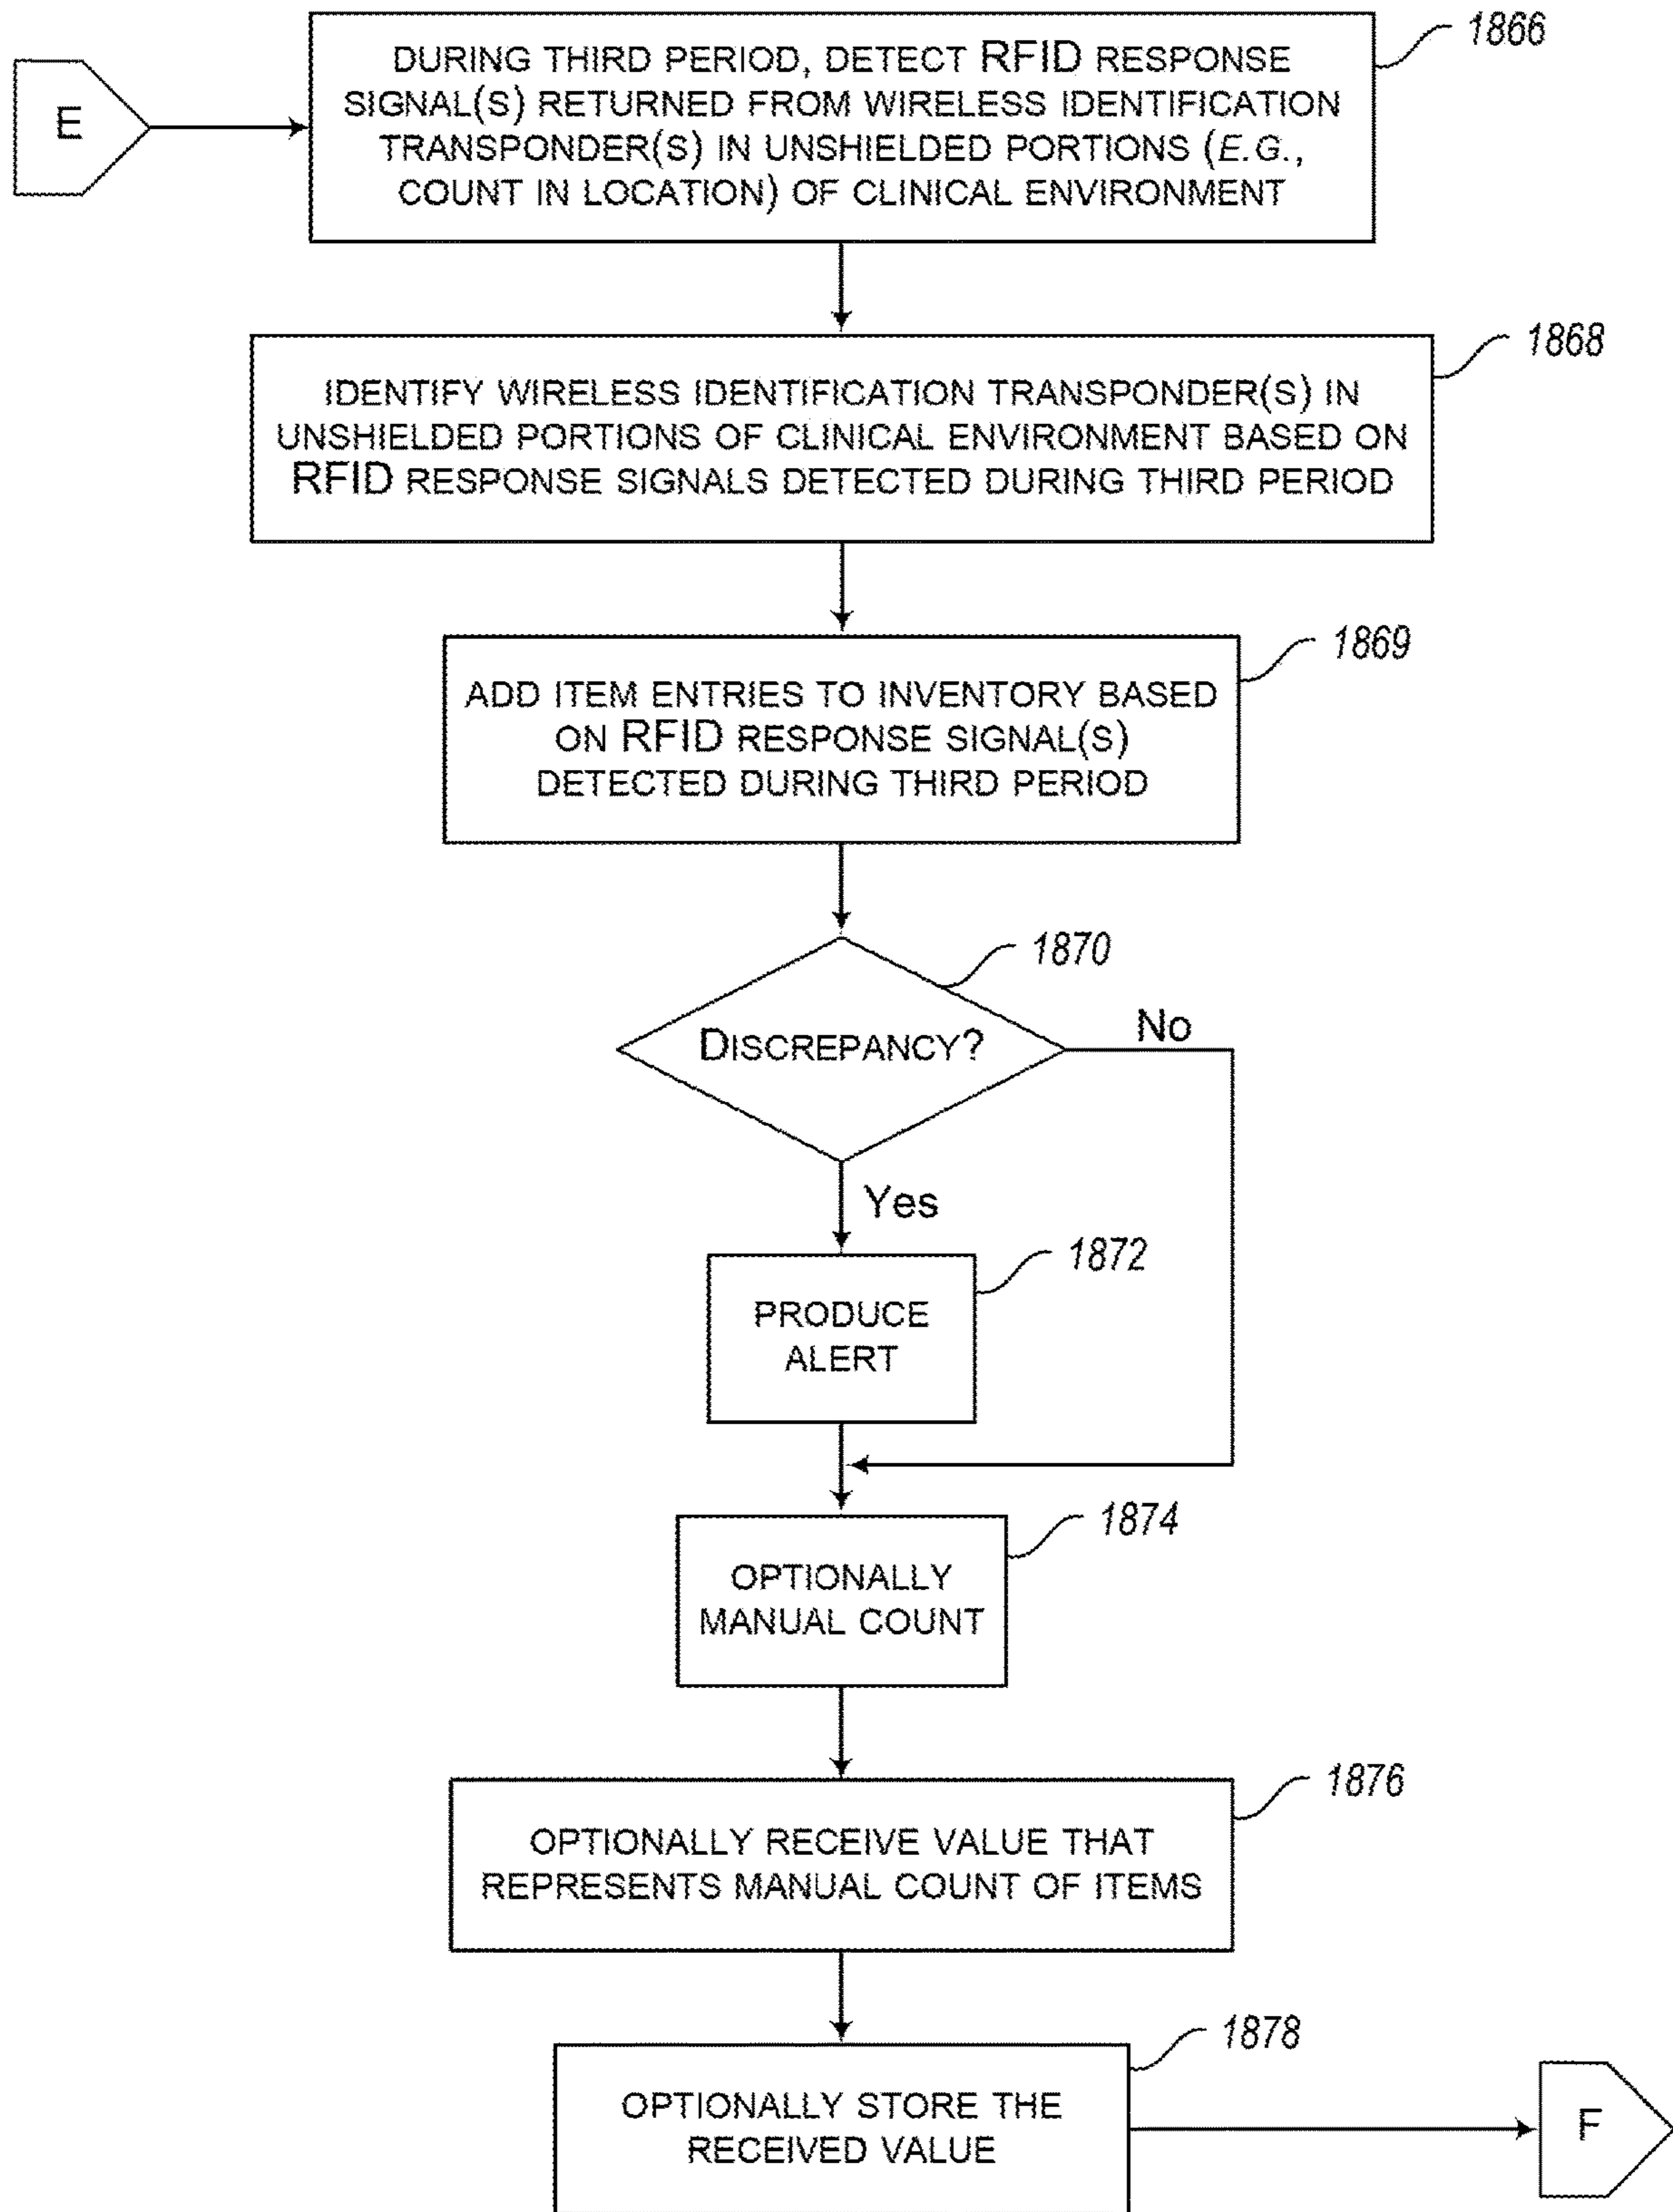 1866
E
DURING THIRD PERIOD, DETECT RFID RESPONSE
SIGNAL(S) RETURNED FROM WIRELESS IDENTIFICATION
TRANSPONDER(S) IN UNSHIELDED PORTIONS (E.G.,
COUNT IN LOCATION) OF CLINICAL ENVIRONMENT
1868
IDENTIFY WIRELESS IDENTIFICATION TRANSPONDER(S) IN
UNSHIELDED PORTIONS OF CLINICAL ENVIRONMENT BASED ON
RFID RESPONSE SIGNALS DETECTED DURING THIRD PERIOD
1869
ADD ITEM ENTRIES TO INVENTORY BASED
ON RFID RESPONSE SIGNAL(S)
DETECTED DURING THIRD PERIOD
1870
DISCREPANCY?
No
Yes
1872
PRODUCE
ALERT
1874
OPTIONALLY
MANUAL COUNT
1876
OPTIONALLY RECEIVE VALUE THAT
REPRESENTS MANUAL COUNT OF ITEMS
1878
OPTIONALLY STORE THE
RECEIVED VALUE
F